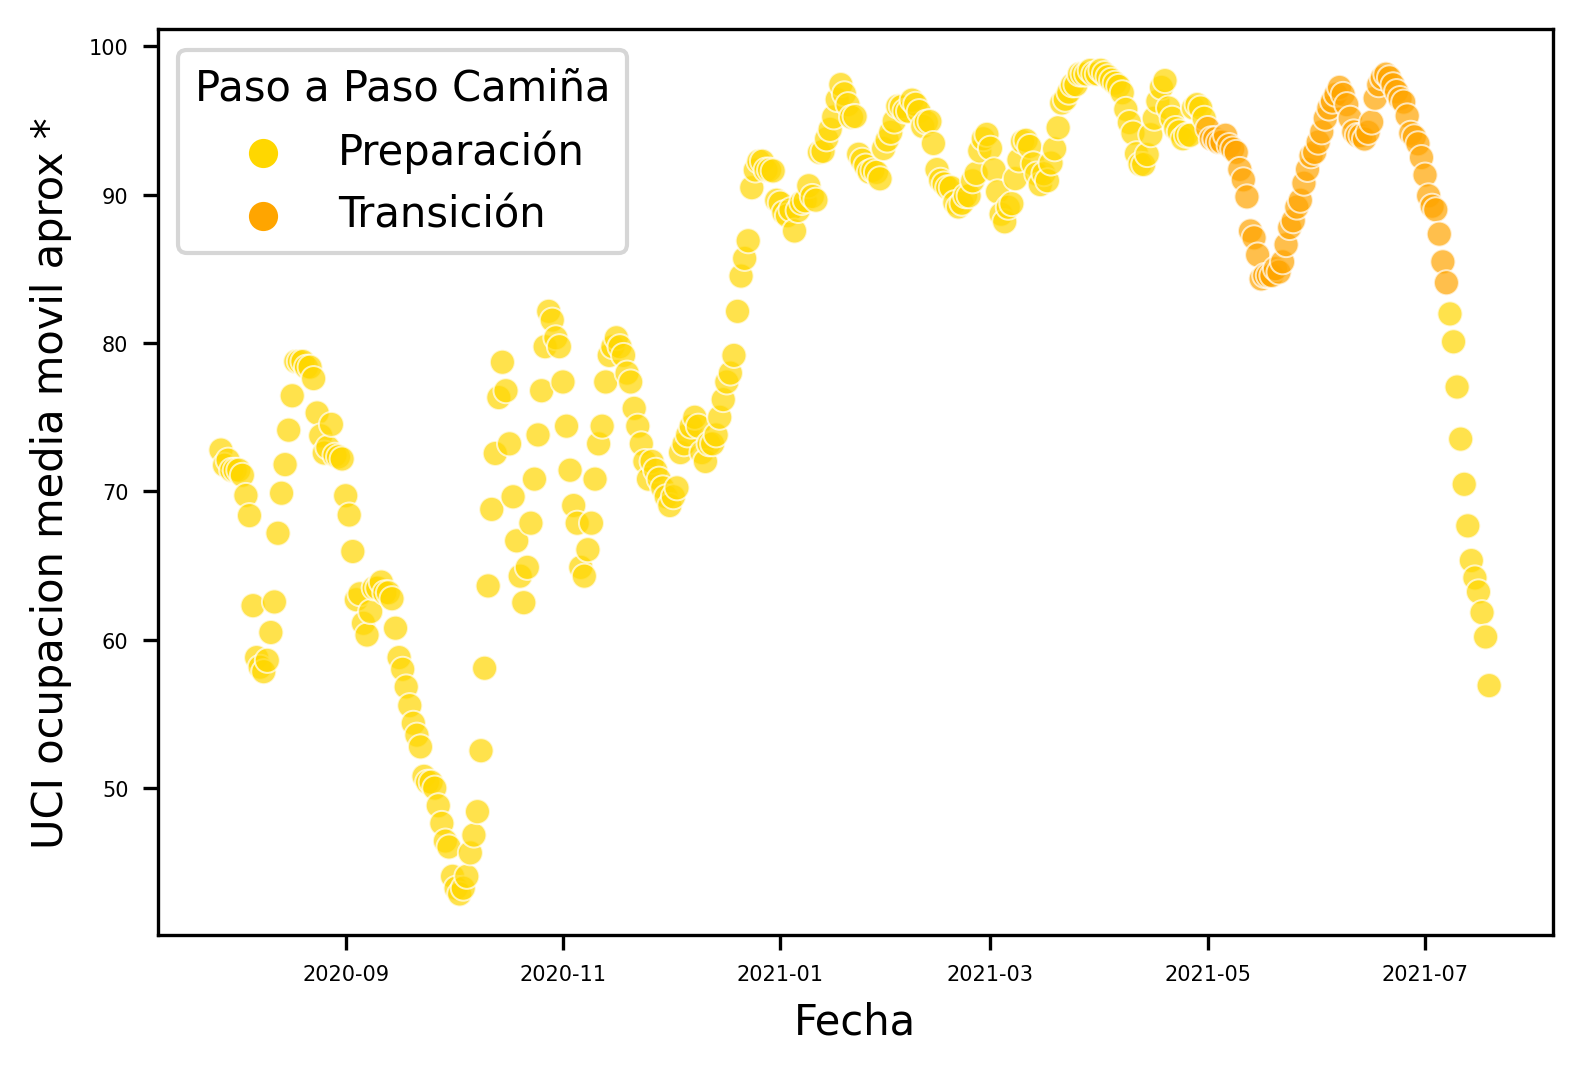 Paso a Paso Camiña
Preparación
Transición
UCI ocupacion media movil aprox *
100
90
80
70
60
50
2020-09
2020-11
2021-01
2021-03
2021-05
2021-07
Fecha